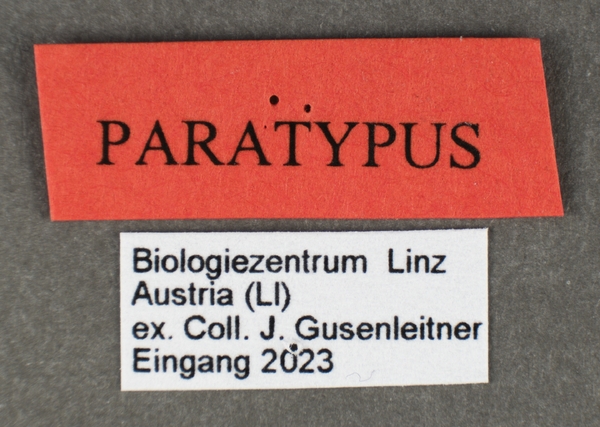 PARATYPUS
Biologiezentrum Linz
Austria (LI)
ex. Coll. J. Gusenleitner
Eingang 2023